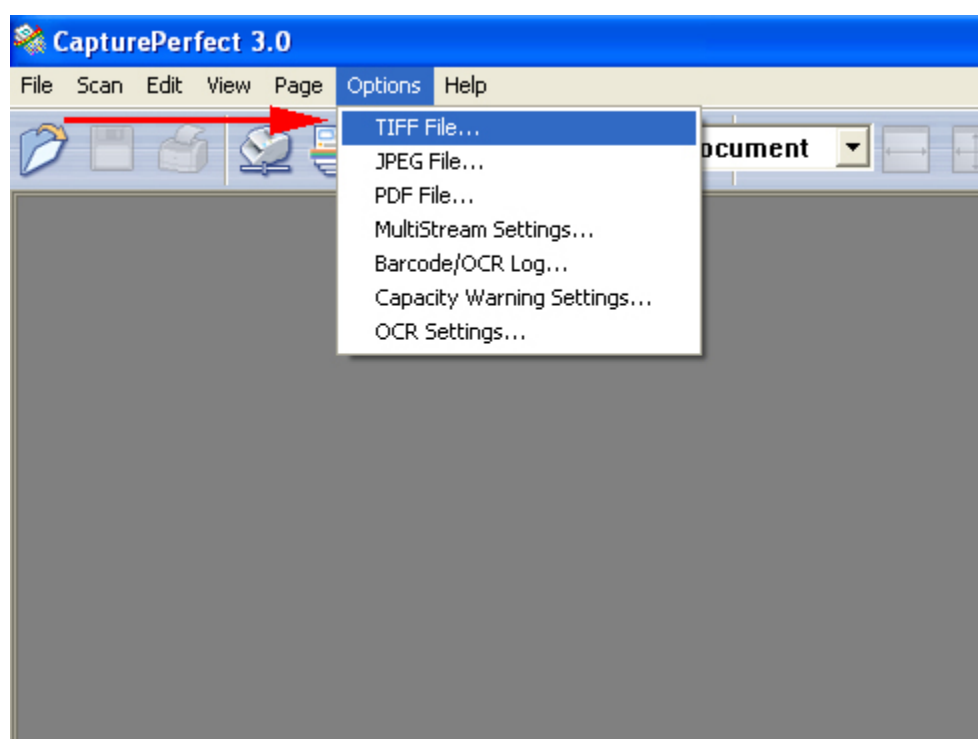 CapturePerfect 3.0
File Scan Edit View Page Options Help
TIFF File...
JPEG File...
PDF File...
MultiStream Settings...
Barcode/OCR Log...
Capacity Warning Settings...
OCR Settings...